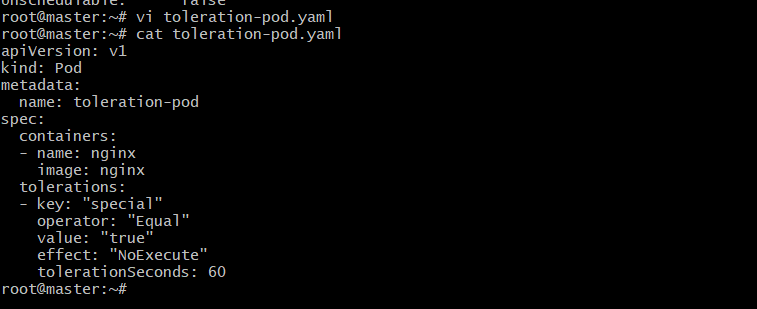 onschedulable:      false
root@master:~# vi toleration-pod.yaml
root@master:~# cat toleration-pod.yaml
apiVersion: v1
kind: Pod
metadata:
  name: toleration-pod
spec:
  containers:
  - name: nginx
    image: nginx
  tolerations:
  - key: "special"
    operator: "Equal"
    value: "true"
    effect: "NoExecute"
    tolerationSeconds: 60
root@master:~#